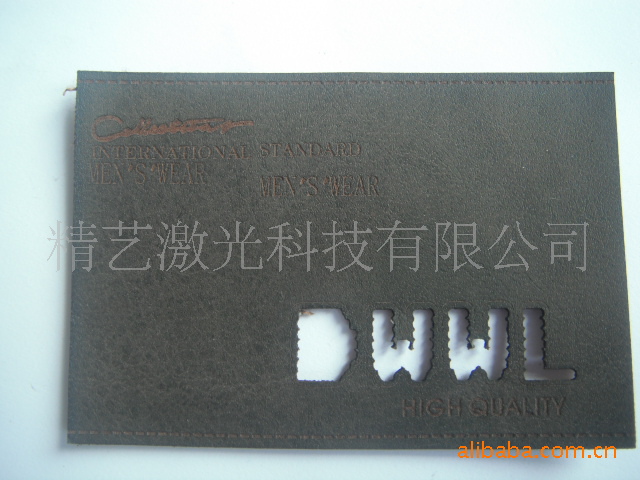 INTERNATIONAL STANDARD
MEN'S WEAR
MEN'S WEAR
精艺激光科技有限公司
DWWL
HIGH QUALITY
alibaba.com.cn